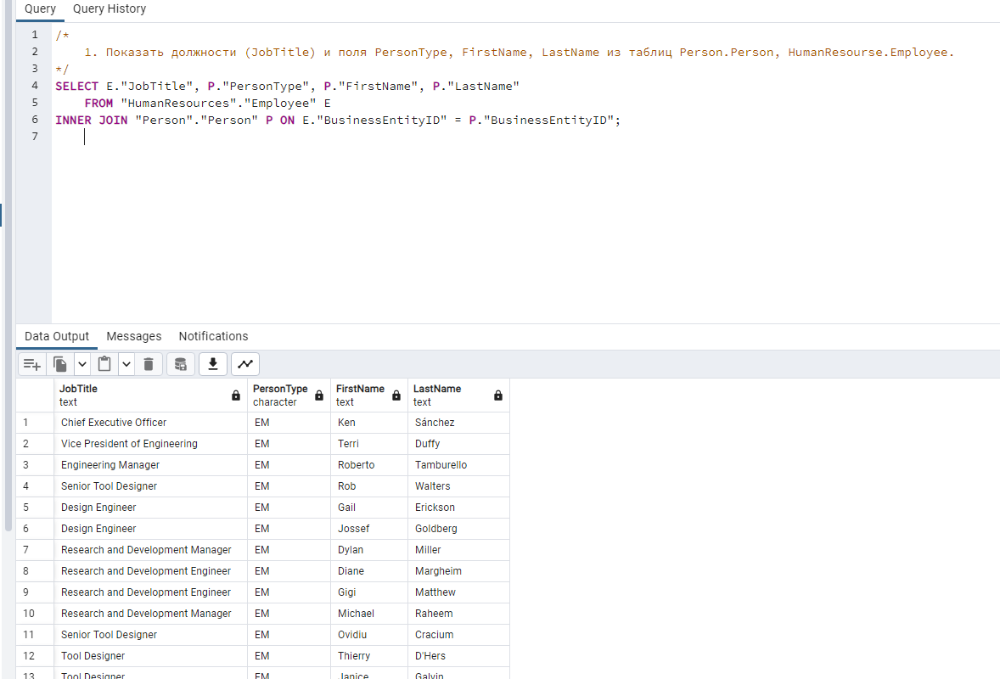 Query Query History
1 /*
2 1. Показать должности (JobTitle) и поля PersonType, FirstName, LastName из таблиц Person.Person, HumanResourse.Employee.
3 */
4 SELECT E."JobTitle", P."PersonType", P."FirstName", P."LastName"
5 FROM "HumanResources"."Employee" E
6 INNER JOIN "Person"."Person" P ON E."BusinessEntityID" = P."BusinessEntityID";
7
Data Output Messages Notifications
JobTitle PersonType FirstName LastName
text character text text
1 Chief Executive Officer EM Ken Sánchez
2 Vice President of Engineering EM Terri Duffy
3 Engineering Manager EM Roberto Tamburello
4 Senior Tool Designer EM Rob Walters
5 Design Engineer EM Gail Erickson
6 Design Engineer EM Jossef Goldberg
7 Research and Development Manager EM Dylan Miller
8 Research and Development Engineer EM Diane Margheim
9 Research and Development Engineer EM Gigi Matthew
10 Research and Development Manager EM Michael Raheem
11 Senior Tool Designer EM Ovidiu Cracium
12 Tool Designer EM Thierry D'Hers
13 Tool Designer EM Janice Galvin